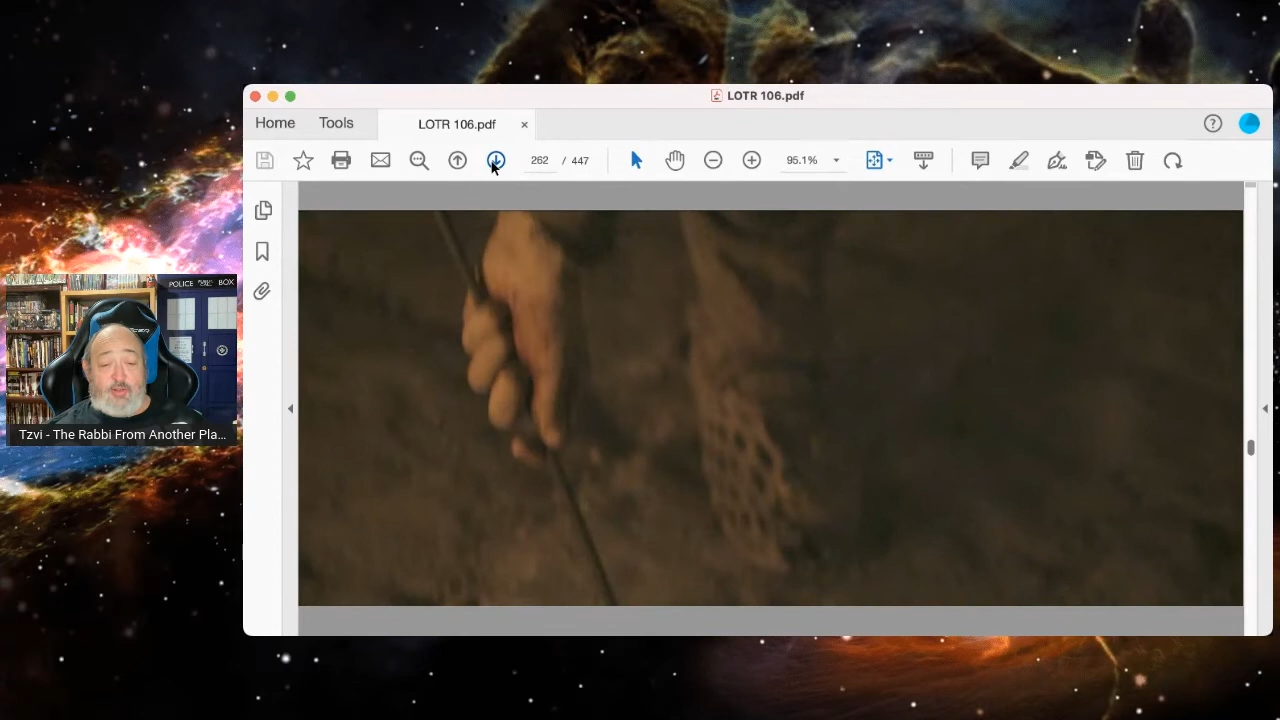 LOTR 106.pdf
Home Tools LOTR 106.pdf ×
262 / 447 95.1%
POLICE BOX
Tzvi - The Rabbi From Another Pla...